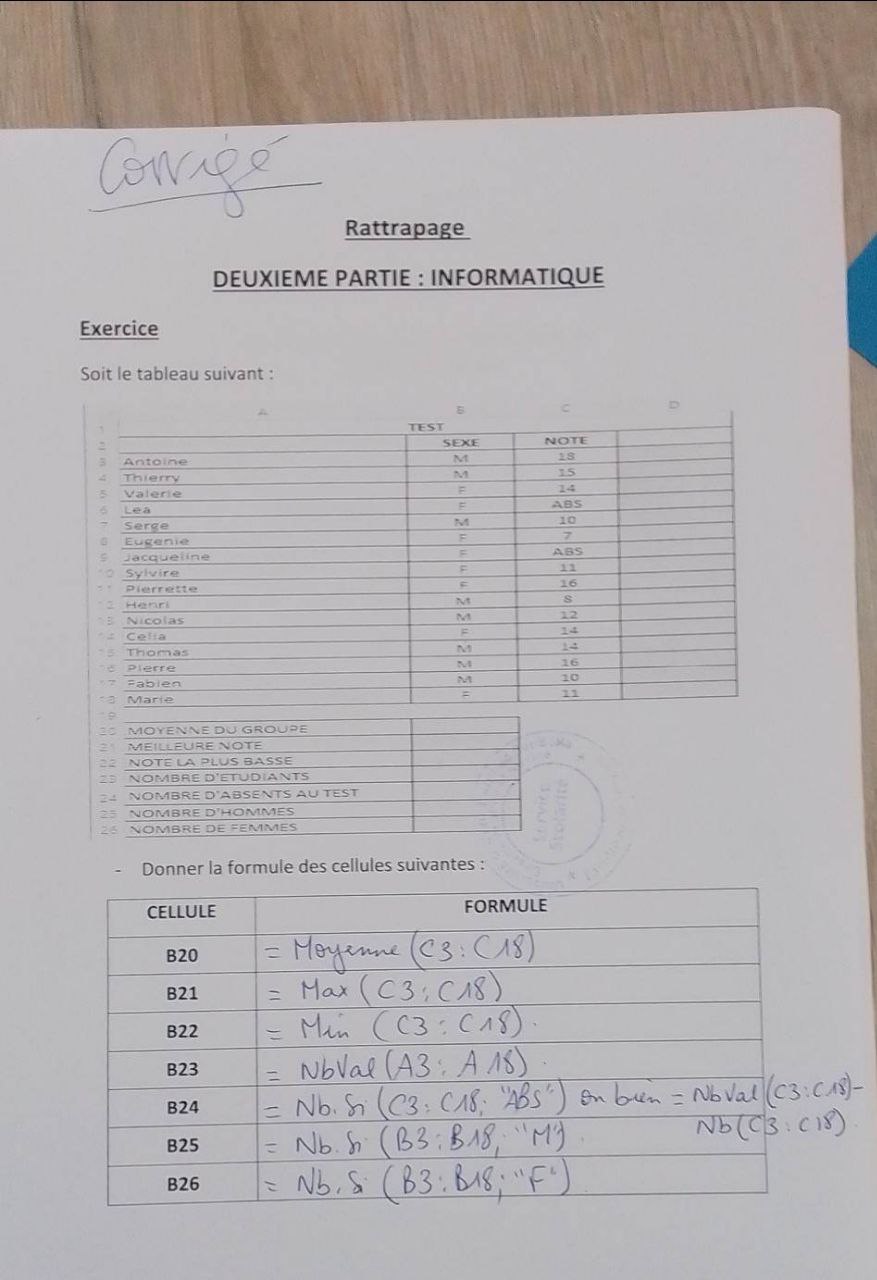 Corrigé
Rattrapage
DEUXIEME PARTIE : INFORMATIQUE
Exercice
Soit le tableau suivant :
A B C D
1 TEST
2 SEXE NOTE
3 Antoine M 18
4 Thierry M 15
5 Valerie F 14
6 Lea F ABS
7 Serge M 10
8 Eugenie F 7
9 Jacqueline F ABS
10 Sylvire F 11
11 Pierrette F 16
12 Henri M 8
13 Nicolas M 12
14 Celia F 14
15 Thomas M 14
16 Pierre M 16
17 Fabien M 10
18 Marie F 11
19
20 MOYENNE DU GROUPE
21 MEILLEURE NOTE
22 NOTE LA PLUS BASSE
23 NOMBRE D'ETUDIANTS
24 NOMBRE D'ABSENTS AU TEST
25 NOMBRE D'HOMMES
26 NOMBRE DE FEMMES
Service
Scolarité
- Donner la formule des cellules suivantes :
CELLULE FORMULE
B20 = Moyenne (C3:C18)
B21 = Max (C3:C18)
B22 = Min (C3:C18).
B23 = NbVal (A3:A18).
B24 = Nb.Si (C3:C18; "ABS") ou bien = NbVal (C3:C18)-
Nb(C3:C18).
B25 = Nb.Si (B3:B18; "M").
B26 = Nb.Si (B3:B18; "F")